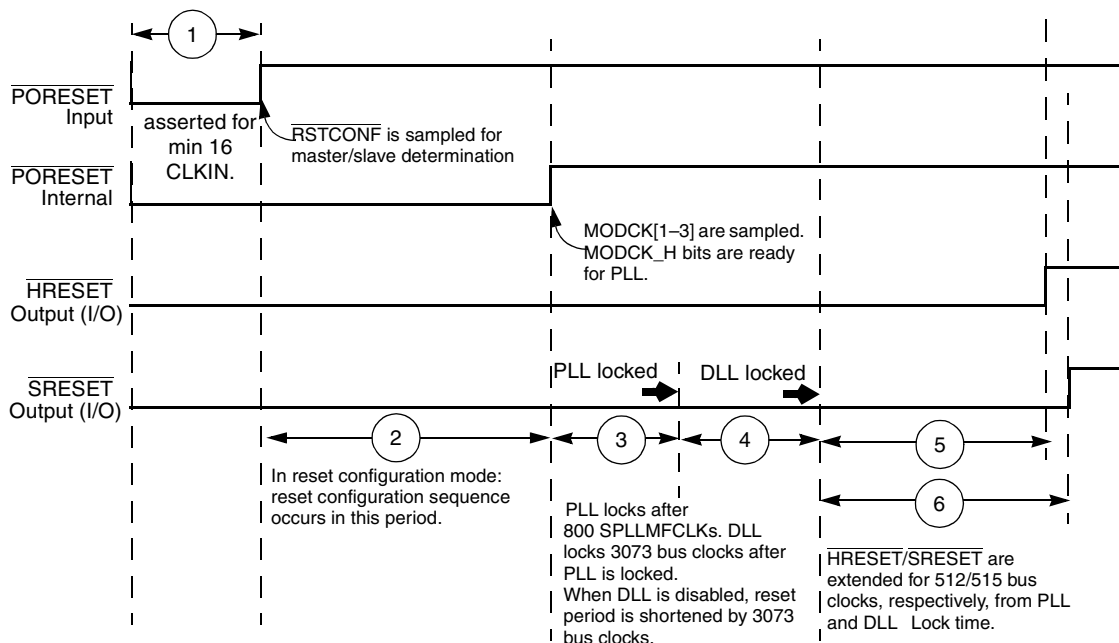 1
PORESET
Input
asserted for
min 16
CLKIN.
RSTCONF is sampled for
master/slave determination
PORESET
Internal
MODCK[1–3] are sampled.
MODCK_H bits are ready
for PLL.
HRESET
Output (I/O)
PLL locked
DLL locked
SRESET
Output (I/O)
2
3
4
5
In reset configuration mode:
reset configuration sequence
occurs in this period.
6
PLL locks after
800 SPLLMFCLKs. DLL
locks 3073 bus clocks after
PLL is locked.
When DLL is disabled, reset
period is shortened by 3073
bus clocks.
HRESET/SRESET are
extended for 512/515 bus
clocks, respectively, from PLL
and DLL Lock time.